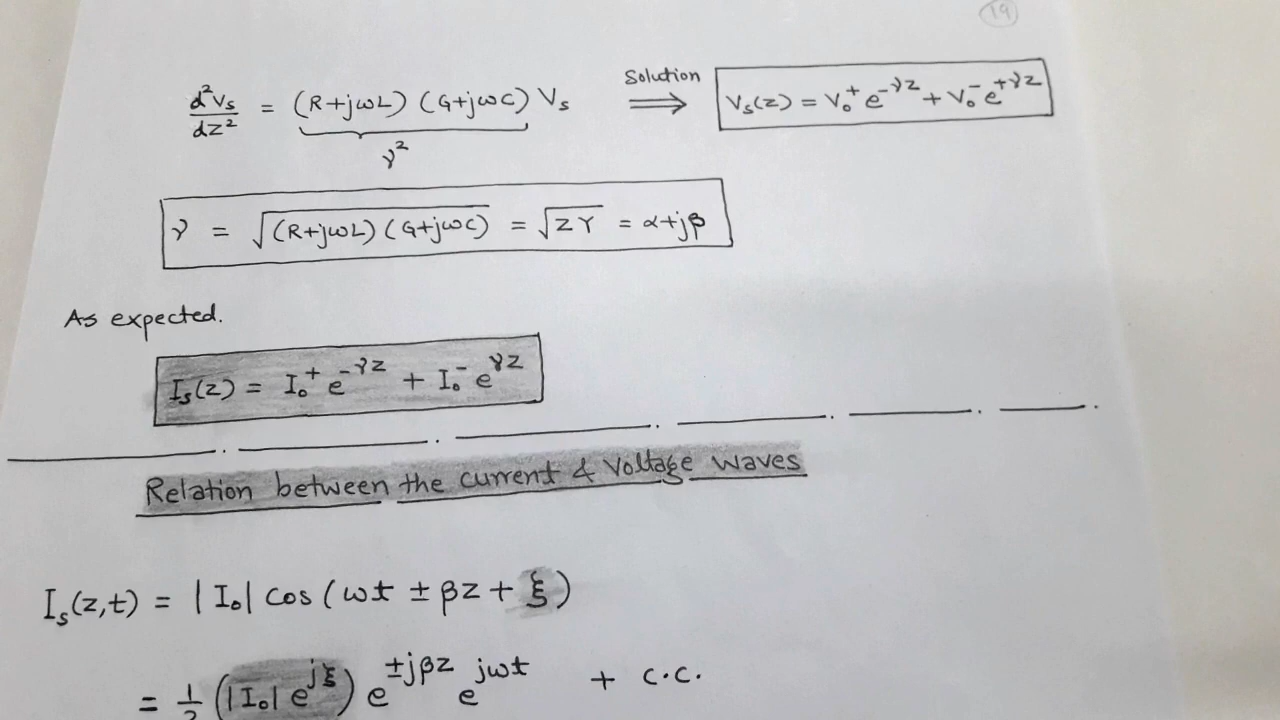 19
d²Vs/dz² = (R+jωL) (G+jωC) Vs   Solution ⟹   Vs(z) = V₀⁺ e^(-γz) + V₀⁻ e^(+γz)
γ²
γ = √((R+jωL) (G+jωC)) = √(ZY) = α+jβ
As expected.
Is(z) = I₀⁺ e^(-γz) + I₀⁻ e^(γz)
Relation between the current & voltage waves
Is(z,t) = |I₀| cos(ωt ± βz + ξ)
= 1/2 (|I₀| e^(jξ)) e^(±jβz) e^(jωt) + c.c.